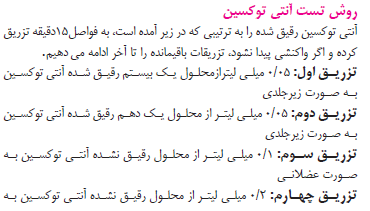 روش تست آنتی توکسین
آنتی توکسین رقیق شده را به ترتیبی که در زیر آمده است، به فواصل۱۵دقیقه تزریق
کرده و اگر واکنشی پیدا نشود، تزریقات باقیمانده را تا آخر ادامه می دهیم.
تزریق اول: ۰/۰۵ میلی لیترازمحلول یک بیستم رقیق شده آنتی توکسین
به صورت زیرجلدی
تزریق دوم: ۰/۰۵ میلی لیتر از محلول یک دهم رقیق شده آنتی توکسین
به صورت زیرجلدی
تزریق سوم: ۰/۱ میلی لیتر از محلول رقیق نشده آنتی توکسین به
صورت عضلانی
تزریق چهارم: ۰/۲ میلی لیتر از محلول رقیق نشده آنتی توکسین به